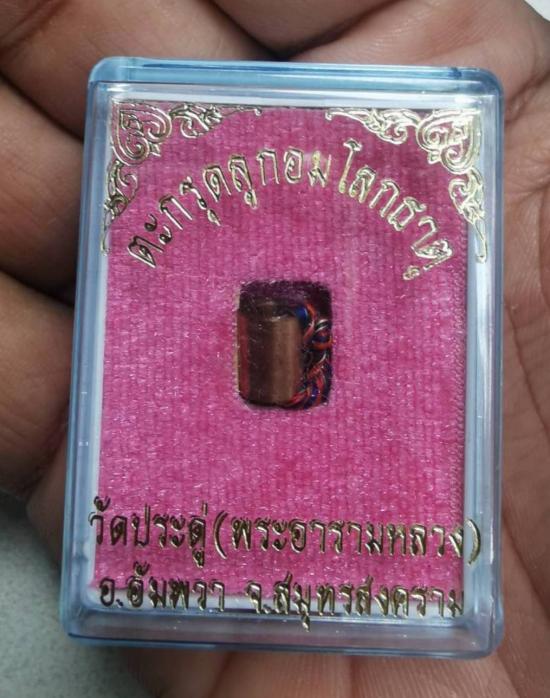 ตะกรุดลูกอมโลกธาตุ
วัดประดู่(พระอารามหลวง)
อ.อัมพวา จ.สมุทรสงคราม